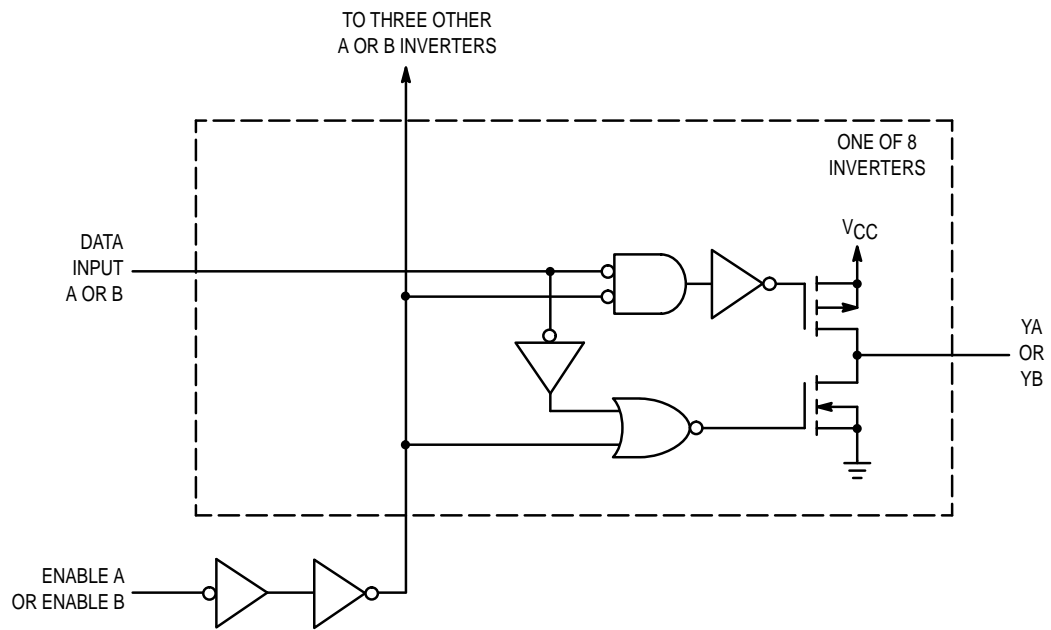 TO THREE OTHER
A OR B INVERTERS
ONE OF 8
INVERTERS
DATA
INPUT
A OR B
VCC
YA
OR
YB
ENABLE A
OR ENABLE B